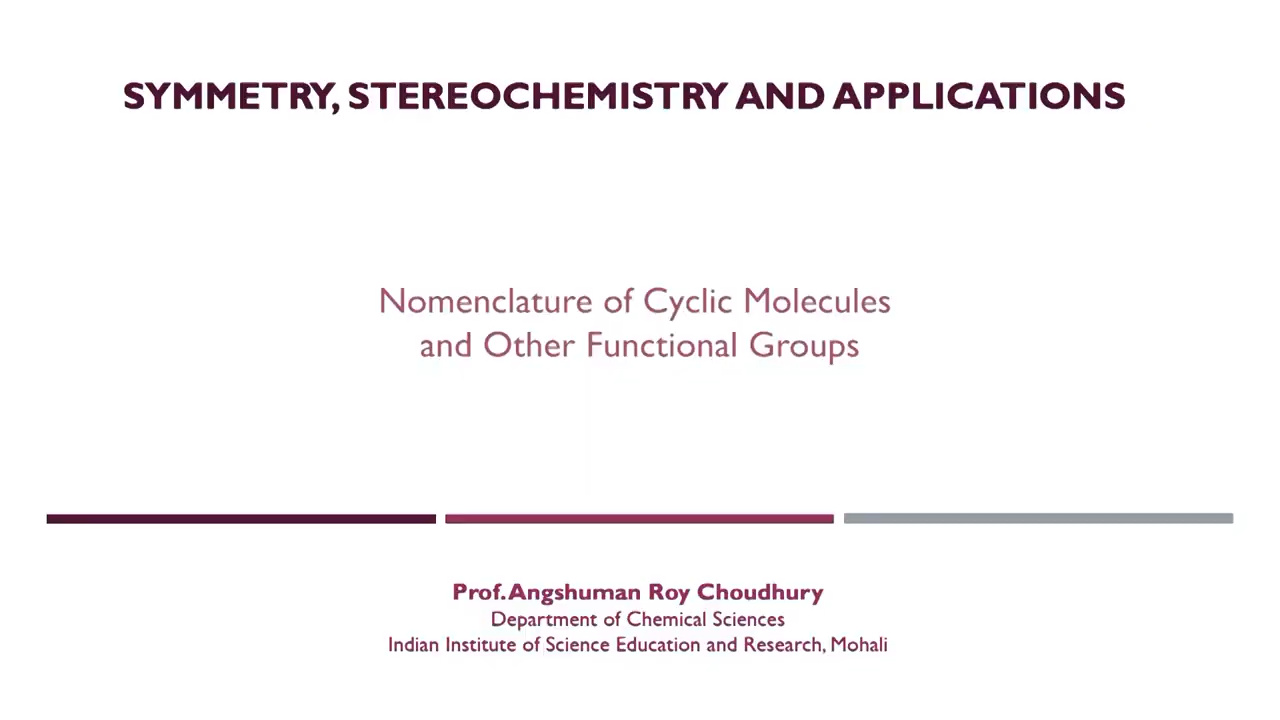 SYMMETRY, STEREOCHEMISTRY AND APPLICATIONS
Nomenclature of Cyclic Molecules
and Other Functional Groups
Prof. Angshuman Roy Choudhury
Department of Chemical Sciences
Indian Institute of Science Education and Research, Mohali